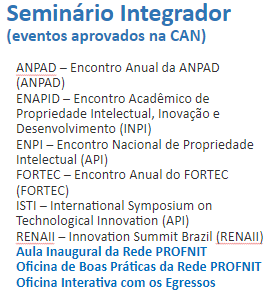 Seminário Integrador
(eventos aprovados na CAN)
ANPAD – Encontro Anual da ANPAD
(ANPAD)
ENAPID – Encontro Acadêmico de
Propriedade Intelectual, Inovação e
Desenvolvimento (INPI)
ENPI – Encontro Nacional de Propriedade
Intelectual (API)
FORTEC – Encontro Anual do FORTEC
(FORTEC)
ISTI – International Symposium on
Technological Innovation (API)
RENAII – Innovation Summit Brazil (RENAII)
Aula Inaugural da Rede PROFNIT
Oficina de Boas Práticas da Rede PROFNIT
Oficina Interativa com os Egressos